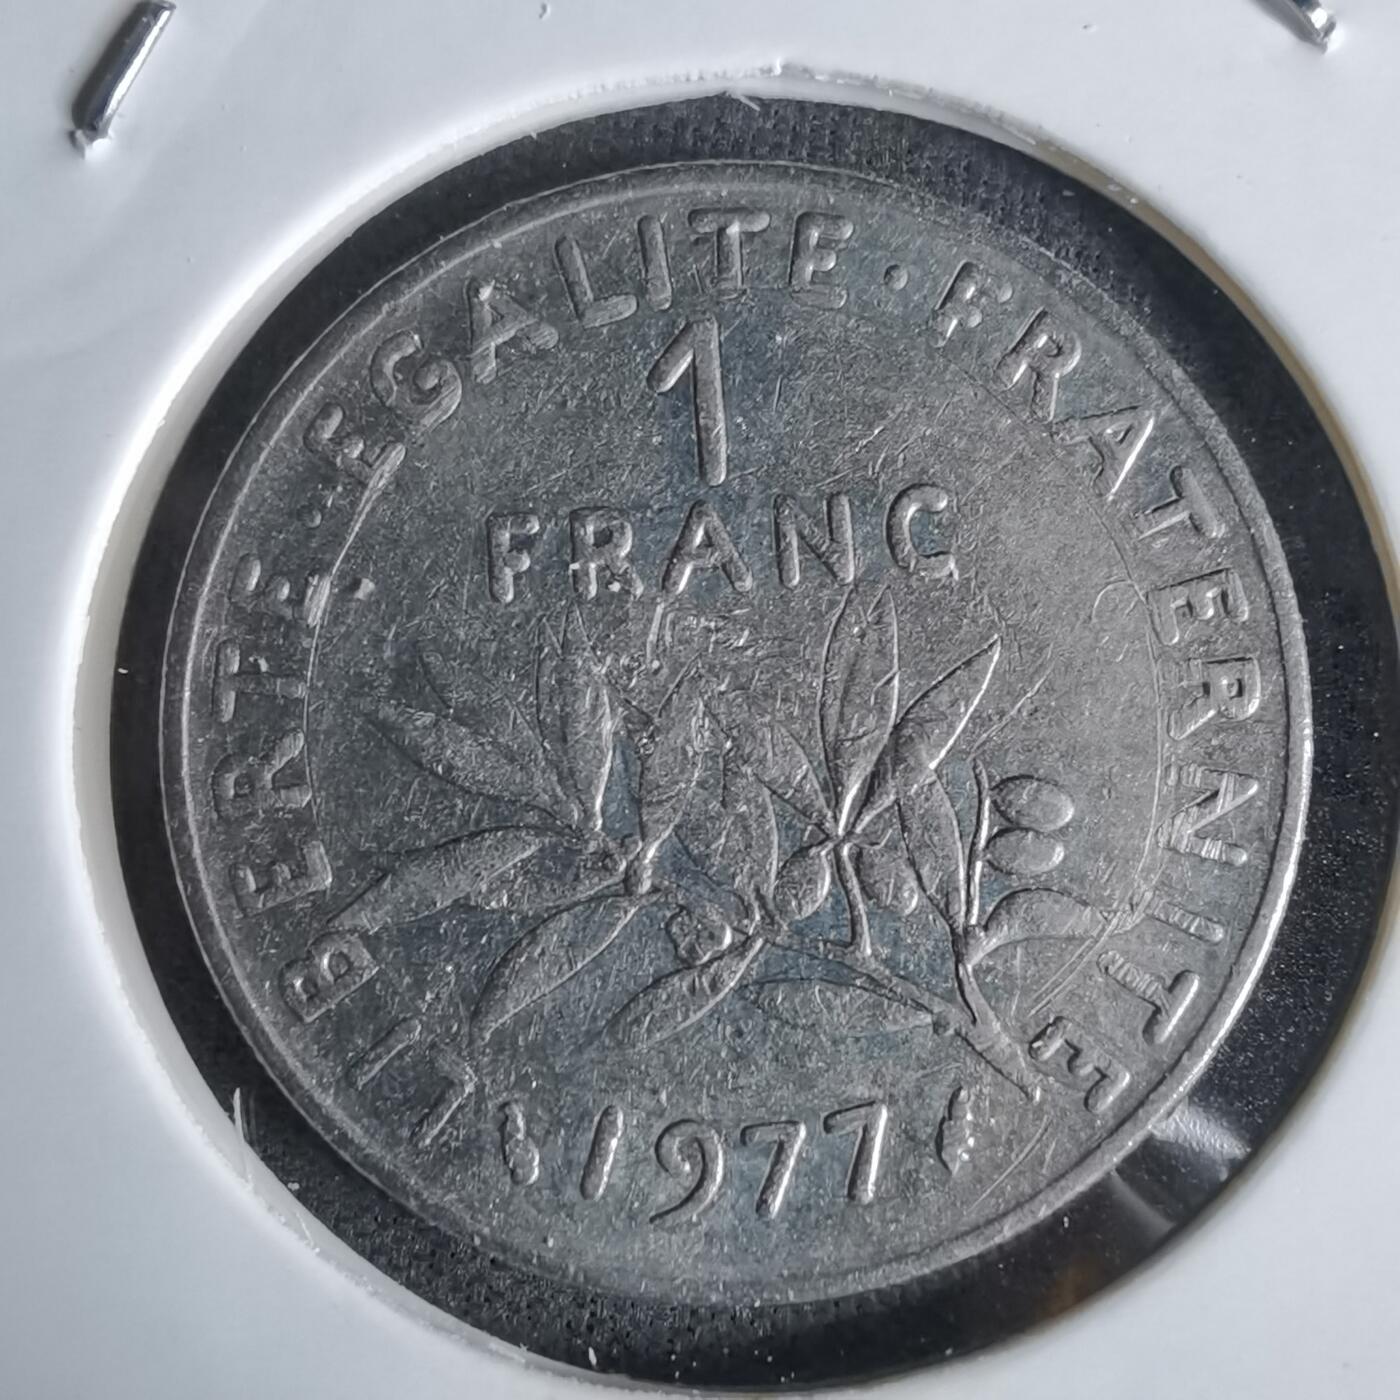 LIBERTE · EGALITE · FRATERNITE
1
FRANC
1977